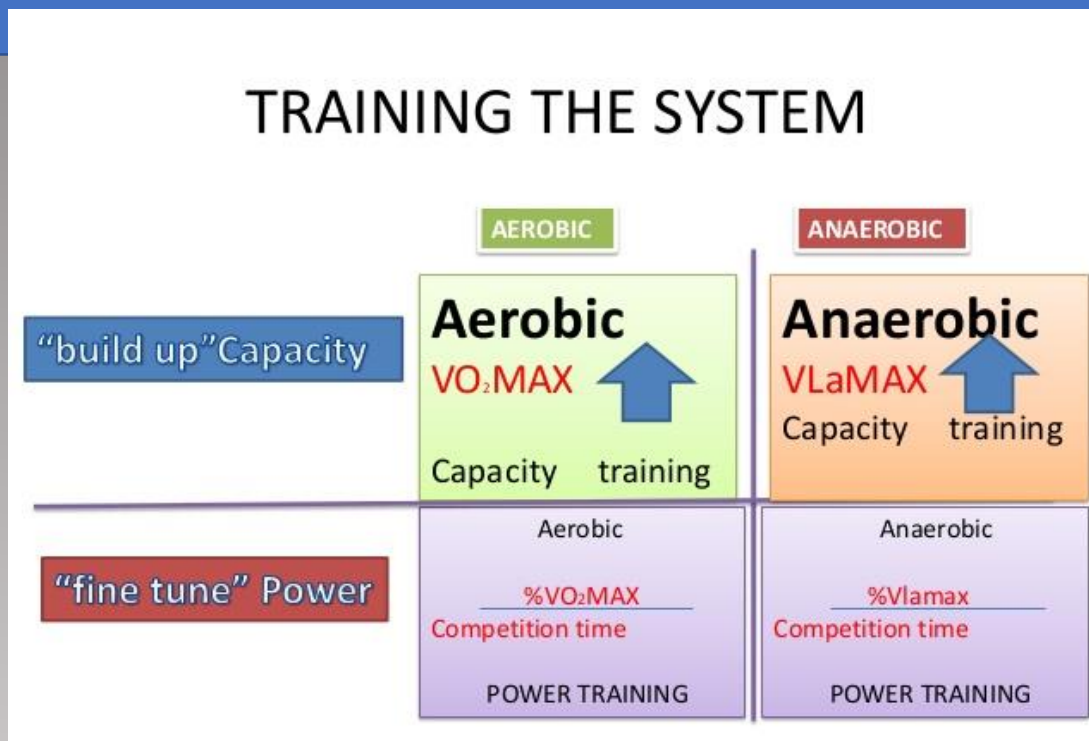 TRAINING THE SYSTEM
AEROBIC
ANAEROBIC
“build up”Capacity
Aerobic
VO₂MAX
Capacity training
Anaerobic
VLaMAX
Capacity training
“fine tune” Power
Aerobic
%VO₂MAX
Competition time
POWER TRAINING
Anaerobic
%Vlamax
Competition time
POWER TRAINING